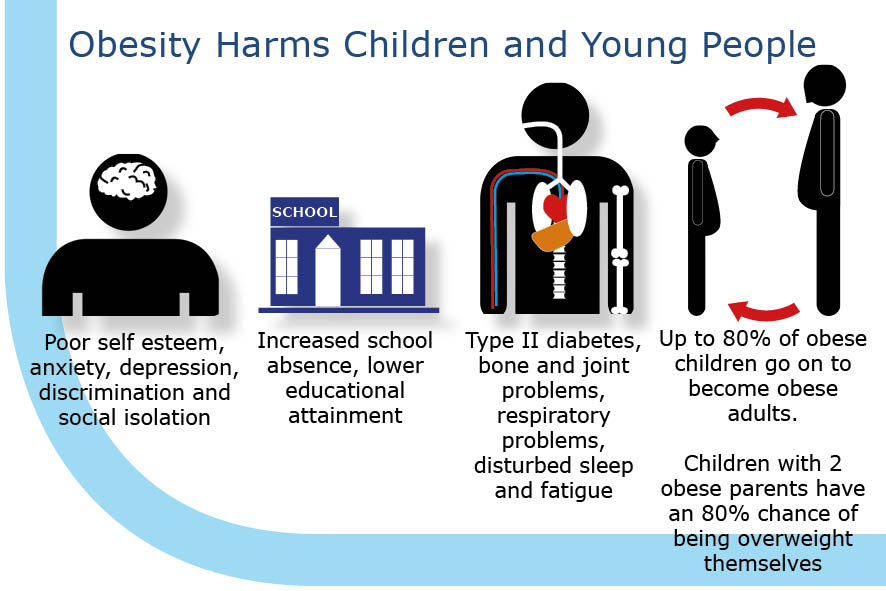 Obesity Harms Children and Young People
SCHOOL
Poor self esteem,
anxiety, depression,
discrimination and
social isolation
Increased school
absence, lower
educational
attainment
Type II diabetes,
bone and joint
problems,
respiratory
problems,
disturbed sleep
and fatigue
Up to 80% of obese
children go on to
become obese
adults.
Children with 2
obese parents have
an 80% chance of
being overweight
themselves